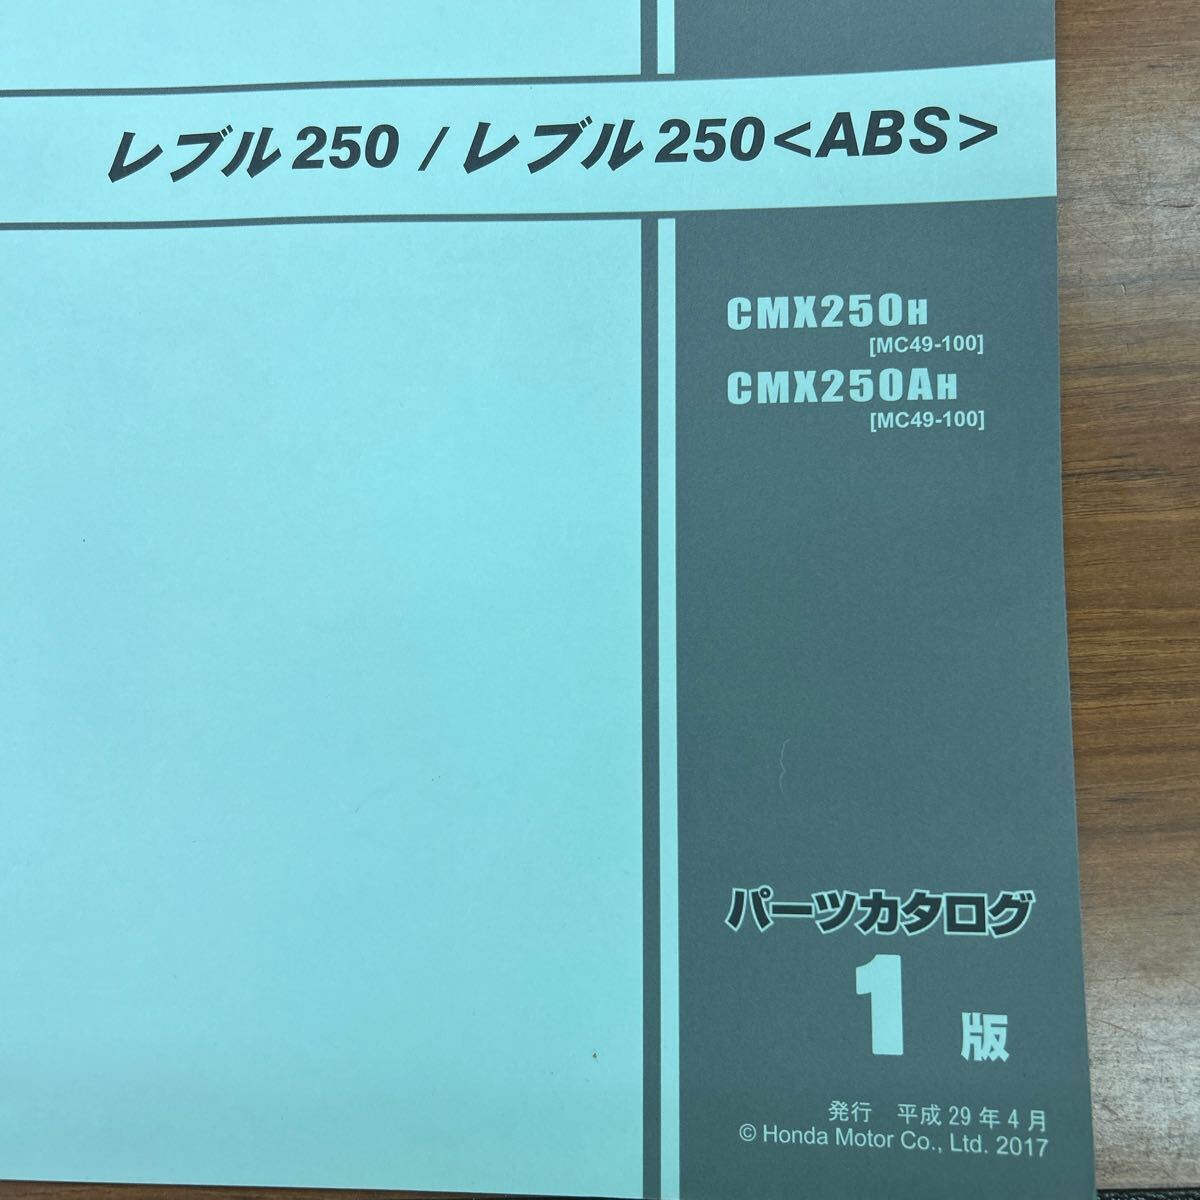 レブル250 / レブル250<ABS>
CMX250H
[MC49-100]
CMX250AH
[MC49-100]
パーツカタログ
1 版
発行 平成29年4月
© Honda Motor Co., Ltd. 2017